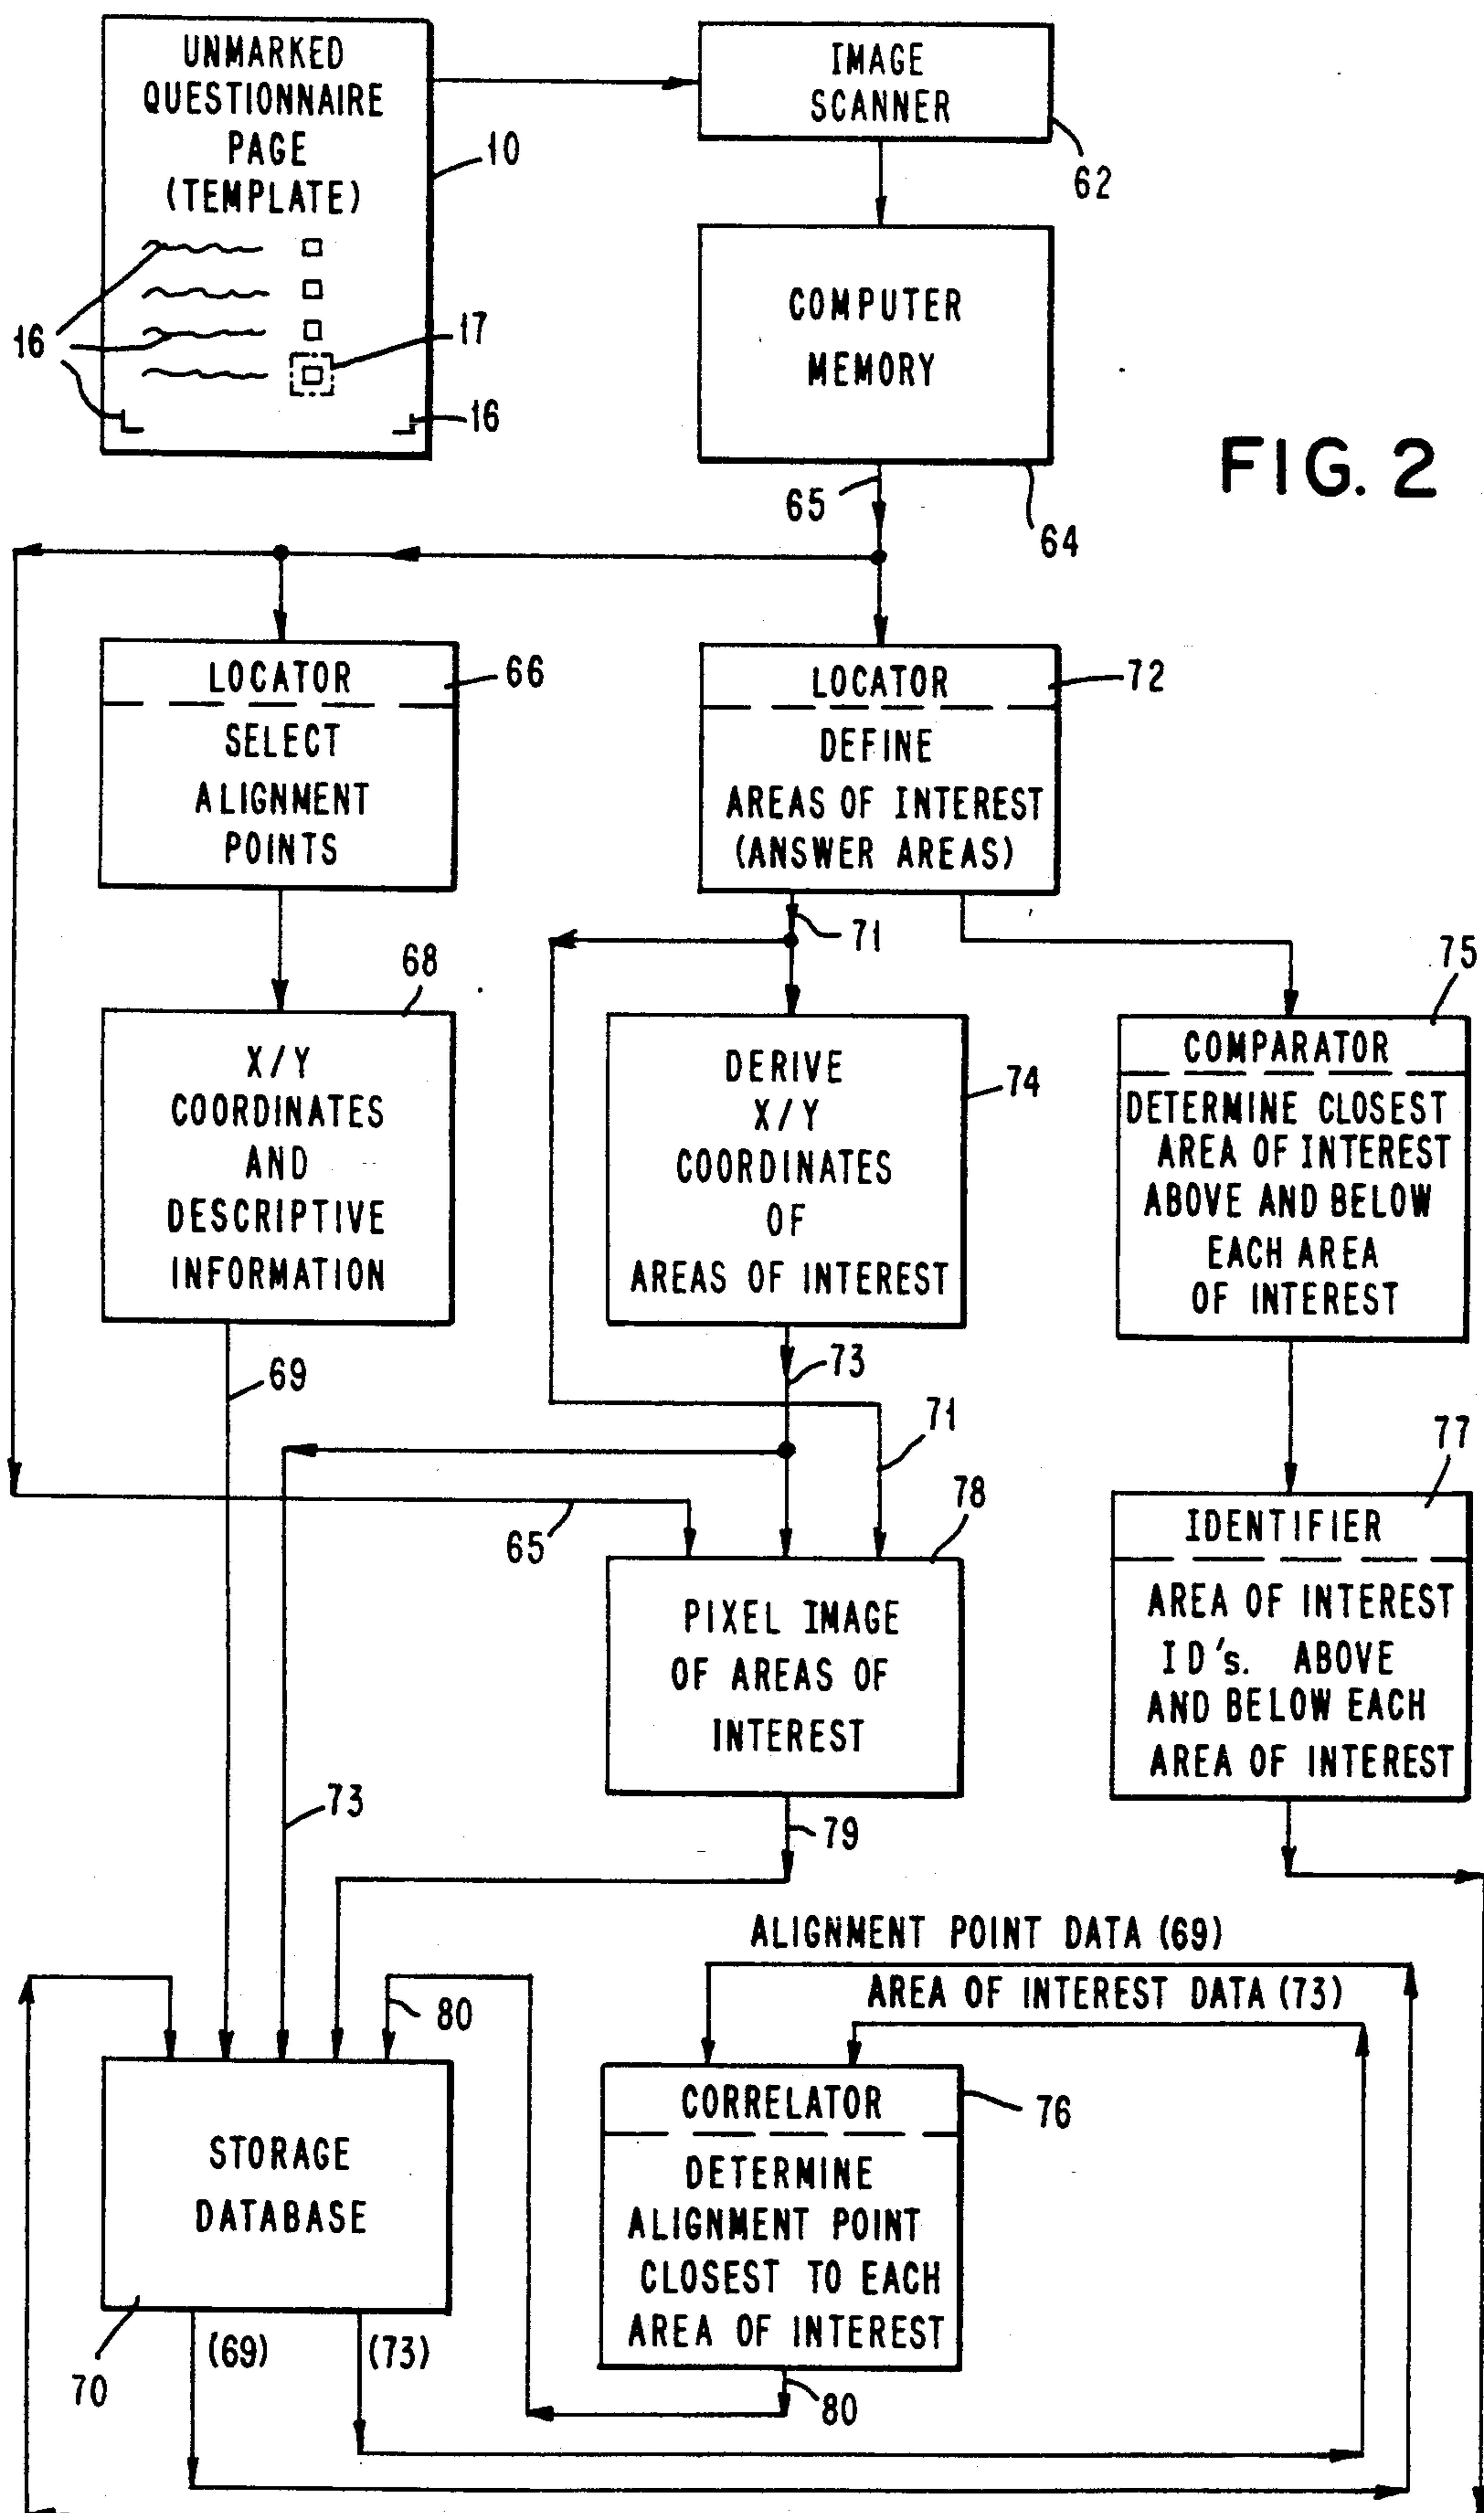 UNMARKED
QUESTIONNAIRE
PAGE
(TEMPLATE)
10
16
17
16
IMAGE
SCANNER
62
COMPUTER
MEMORY
65
64
FIG. 2
LOCATOR
66
SELECT
ALIGNMENT
POINTS
LOCATOR
72
DEFINE
AREAS OF INTEREST
(ANSWER AREAS)
71
68
X/Y
COORDINATES
AND
DESCRIPTIVE
INFORMATION
69
DERIVE
X/Y
COORDINATES
OF
AREAS OF INTEREST
74
73
71
75
COMPARATOR
DETERMINE CLOSEST
AREA OF INTEREST
ABOVE AND BELOW
EACH AREA
OF INTEREST
65
78
PIXEL IMAGE
OF AREAS OF
INTEREST
79
77
IDENTIFIER
AREA OF INTEREST
ID's. ABOVE
AND BELOW EACH
AREA OF INTEREST
73
ALIGNMENT POINT DATA (69)
AREA OF INTEREST DATA (73)
80
STORAGE
DATABASE
70
(69)
(73)
CORRELATOR
76
DETERMINE
ALIGNMENT POINT
CLOSEST TO EACH
AREA OF INTEREST
80